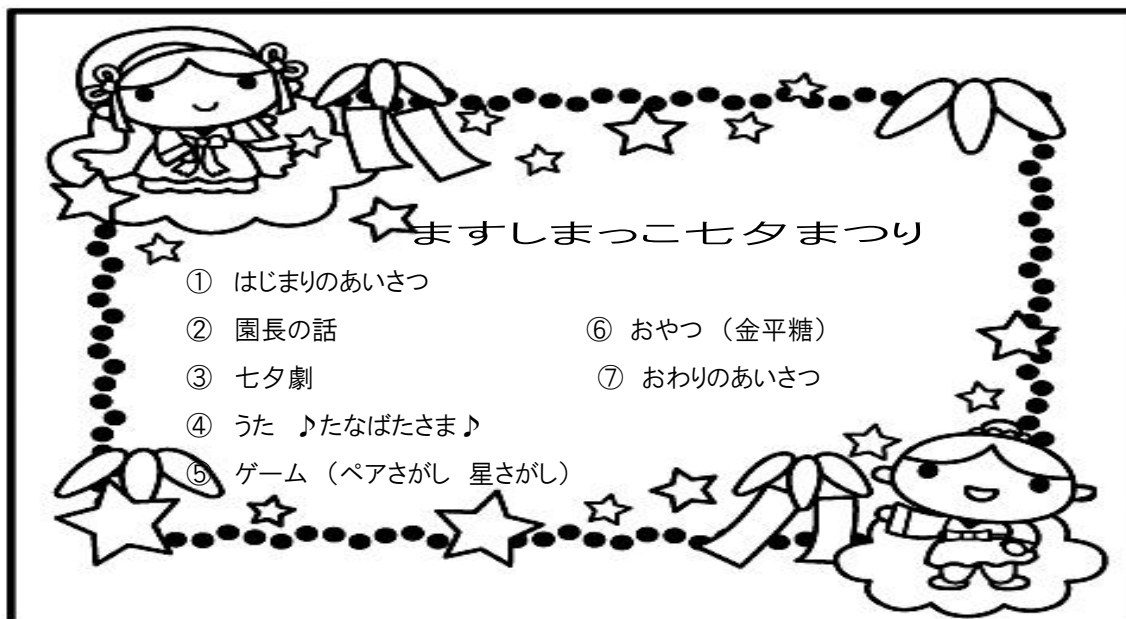 ますしまっこ七夕まつり
① はじまりのあいさつ
② 園長の話
③ 七夕劇
④ うた ♪たなばたさま♪
⑤ ゲーム （ペアさがし 星さがし）
⑥ おやつ （金平糖）
⑦ おわりのあいさつ